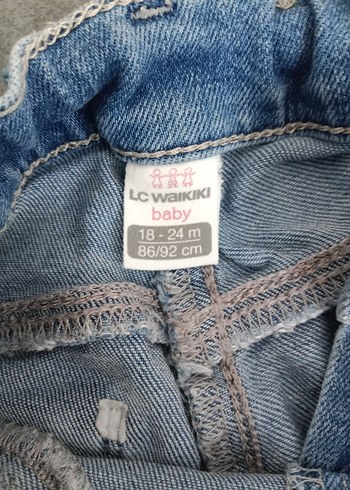 LC WAIKIKI
baby
18 - 24 m
86/92 cm